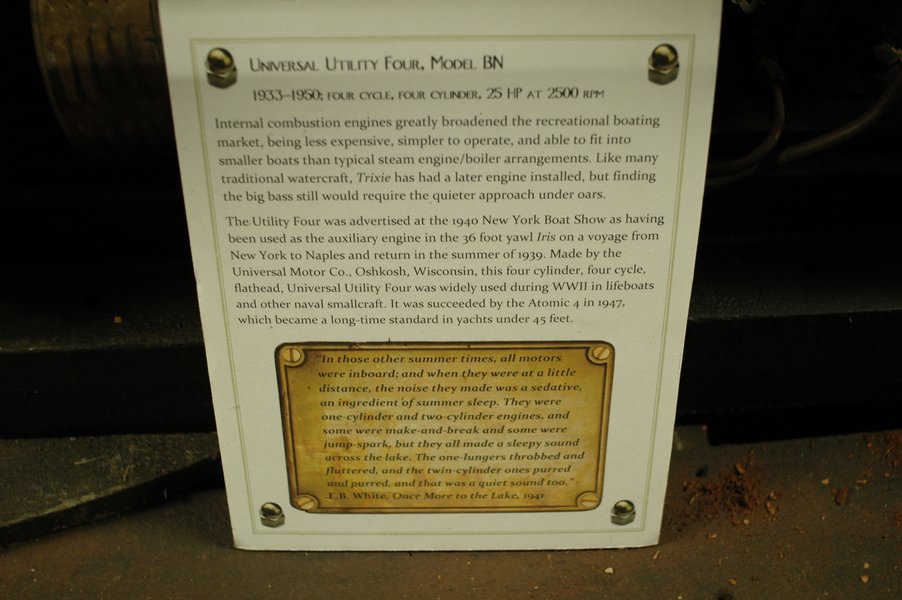 Universal Utility Four, Model BN
1933–1950; four cycle, four cylinder, 25 HP at 2500 rpm
Internal combustion engines greatly broadened the recreational boating
market, being less expensive, simpler to operate, and able to fit into
smaller boats than typical steam engine/boiler arrangements. Like many
traditional watercraft, Trixie has had a later engine installed, but finding
the big bass still would require the quieter approach under oars.
The Utility Four was advertised at the 1940 New York Boat Show as having
been used as the auxiliary engine in the 36 foot yawl Iris on a voyage from
New York to Naples and return in the summer of 1939. Made by the
Universal Motor Co., Oshkosh, Wisconsin, this four cylinder, four cycle,
flathead, Universal Utility Four was widely used during WWII in lifeboats
and other naval smallcraft. It was succeeded by the Atomic 4 in 1947,
which became a long-time standard in yachts under 45 feet.
"In those other summer times, all motors
were inboard; and when they were at a little
distance, the noise they made was a sedative,
an ingredient of summer sleep. They were
one-cylinder and two-cylinder engines, and
some were make-and-break and some were
jump-spark, but they all made a sleepy sound
across the lake. The one-lungers throbbed and
fluttered, and the twin-cylinder ones purred
and purred, and that was a quiet sound too." -
E.B. White, Once More to the Lake, 1941